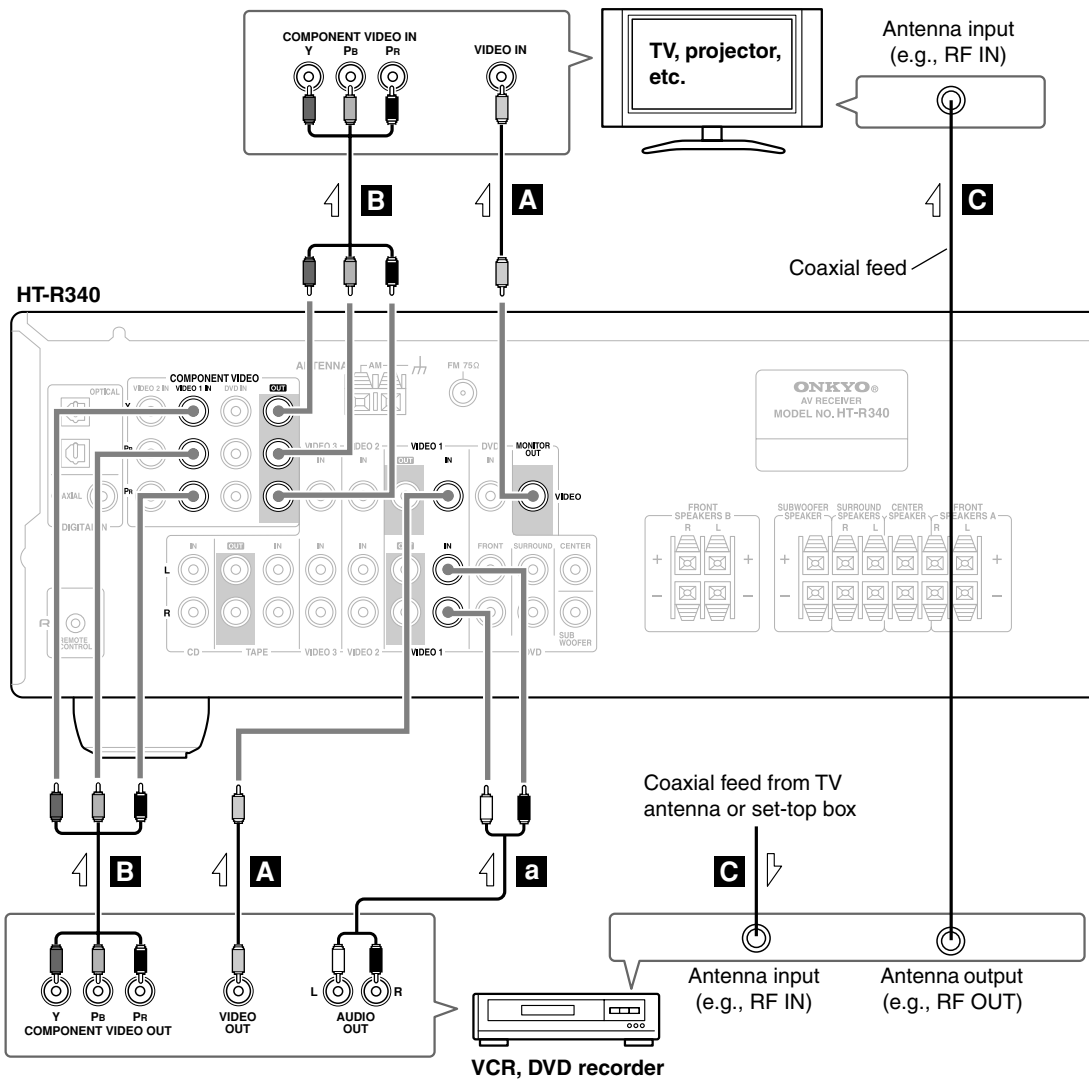 COMPONENT VIDEO IN
Y PB PR
VIDEO IN
TV, projector,
etc.
Antenna input
(e.g., RF IN)
B
A
C
Coaxial feed
HT-R340
ANTENNA
AM
FM 75Ω
COMPONENT VIDEO
OPTICAL
VIDEO 2 IN VIDEO 1 IN DVD IN OUT
Y
PB
PR
AXIAL
DIGITAL IN
VIDEO 3 VIDEO 2 VIDEO 1 DVD MONITOR
OUT
IN IN OUT IN IN
VIDEO
ONKYO®
AV RECEIVER
MODEL NO. HT-R340
FRONT
SPEAKERS B
R L
SUBWOOFER
SPEAKER
SURROUND
SPEAKERS
R L
CENTER
SPEAKER
FRONT
SPEAKERS A
R L
+ + + +
– – – –
IN OUT IN IN IN OUT IN FRONT SURROUND CENTER
L
R
SUB
WOOFER
CD TAPE VIDEO 3 VIDEO 2 VIDEO 1 DVD
R
REMOTE
CONTROL
B
A
a
Coaxial feed from TV
antenna or set-top box
C
Y PB PR
COMPONENT VIDEO OUT
VIDEO
OUT
L R
AUDIO
OUT
Antenna input
(e.g., RF IN)
Antenna output
(e.g., RF OUT)
VCR, DVD recorder